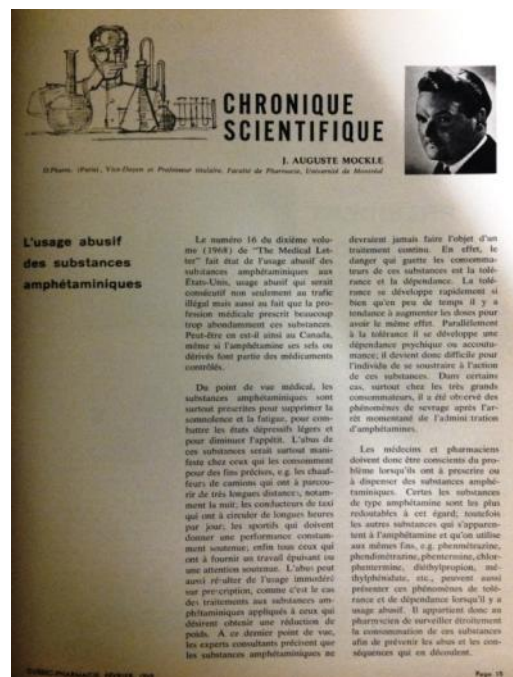 CHRONIQUE
SCIENTIFIQUE
J. AUGUSTE MOCKLE
D.Pharm. (Paris), Vice-Doyen et Professeur titulaire, Faculté de Pharmacie, Université de Montréal
L'usage abusif
des substances
amphétaminiques
Le numéro 16 du dixième volu-
me (1968) de "The Medical Let-
ter" fait état de l'usage abusif des
substances amphétaminiques aux
États-Unis, usage abusif qui serait
consécutif non seulement au trafic
illégal mais aussi au fait que la pro-
fession médicale prescrit beaucoup
trop abondamment ces substances.
Peut-être en est-il ainsi au Canada,
même si l'amphétamine ses sels ou
dérivés font partie des médicaments
contrôlés.
Du point de vue médical, les
substances amphétaminiques sont
surtout prescrites pour supprimer la
somnolence et la fatigue, pour com-
battre les états dépressifs légers et
pour diminuer l'appétit. L'abus de
ces substances serait surtout mani-
feste chez ceux qui les consomment
pour des fins précises, e.g. les chauf-
feurs de camions qui ont à parcou-
rir de très longues distances, notam-
ment la nuit; les conducteurs de taxi
qui ont à circuler de longues heures
par jour; les sportifs qui doivent
donner une performance constam-
ment soutenue; enfin tous ceux qui
ont à fournir un travail épuisant ou
une attention soutenue. L'abus peut
aussi résulter de l'usage immodéré
sur prescription, comme c'est le cas
des traitements aux substances am-
phétaminiques appliqués à ceux qui
désirent obtenir une réduction de
poids. A ce dernier point de vue,
les experts consultants précisent que
les substances amphétaminiques ne
devraient jamais faire l'objet d'un
traitement continu. En effet, le
danger qui guette les consomma-
teurs de ces substances est la tolé-
rance et la dépendance. La tolé-
rance se développe rapidement si
bien qu'en peu de temps il y a
tendance à augmenter les doses pour
avoir le même effet. Parallèlement
à la tolérance il se développe une
dépendance psychique ou accoutu-
mance; il devient donc difficile pour
l'individu de se soustraire à l'action
de ces substances. Dans certains
cas, surtout chez les très grands
consommateurs, il a été observé des
phénomènes de sevrage après l'ar-
rêt momentané de l'admini tration
d'amphétamines.
Les médecins et pharmaciens
doivent donc être conscients du pro-
blème lorsqu'ils ont à prescrire ou
à dispenser des substances amphé-
taminiques. Certes les substances
de type amphétamine sont les plus
redoutables à cet égard; toutefois
les autres substances qui s'apparen-
tent à l'amphétamine et qu'on utilise
aux mêmes fins, e.g. phenmétrazine,
phendimétrazine, phentermine, chlor-
phentermine, diéthylpropion, mé-
thylphénidate, etc., peuvent aussi
présenter ces phénomènes de tolé-
rance et de dépendance lorsqu'il y a
usage abusif. Il appartient donc au
pharmacien de surveiller étroitement
la consommation de ces substances
afin de prévenir les abus et les con-
séquences qui en découlent.
PHARMACIE, FÉVRIER
Page 15